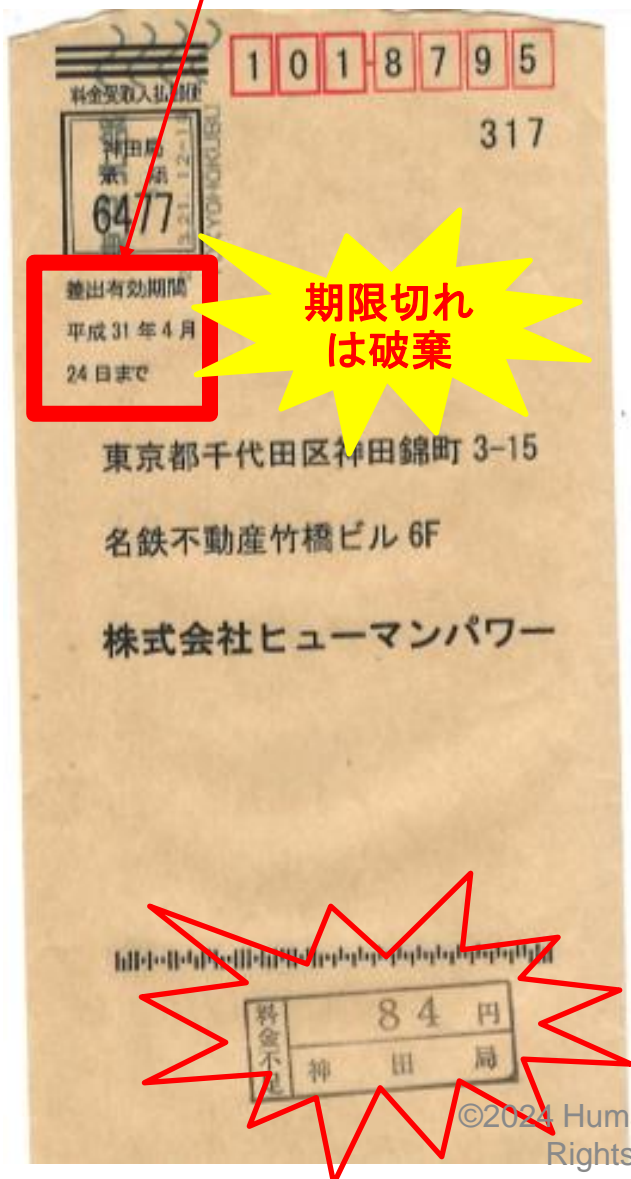 料金受取人払郵便
101-8795
317
神田局
承認
6477
差出有効期間
平成31年4月
24日まで
期限切れ
は破棄
東京都千代田区神田錦町 3-15
名鉄不動産竹橋ビル 6F
株式会社ヒューマンパワー
料金不足
84円
神田局
©2024 Hum
Rights